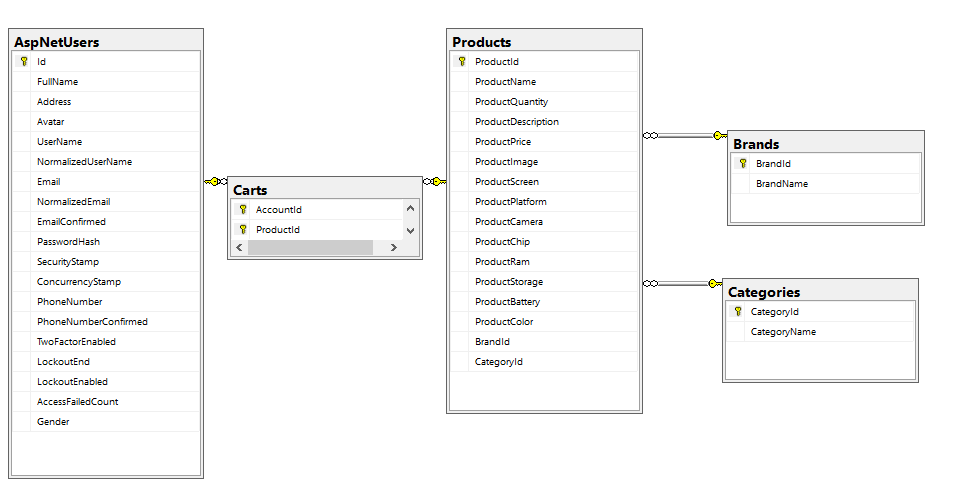 AspNetUsers
Id
FullName
Address
Avatar
UserName
NormalizedUserName
Email
NormalizedEmail
EmailConfirmed
PasswordHash
SecurityStamp
ConcurrencyStamp
PhoneNumber
PhoneNumberConfirmed
TwoFactorEnabled
LockoutEnd
LockoutEnabled
AccessFailedCount
Gender
Carts
AccountId
ProductId
Products
ProductId
ProductName
ProductQuantity
ProductDescription
ProductPrice
ProductImage
ProductScreen
ProductPlatform
ProductCamera
ProductChip
ProductRam
ProductStorage
ProductBattery
ProductColor
BrandId
CategoryId
Brands
BrandId
BrandName
Categories
CategoryId
CategoryName